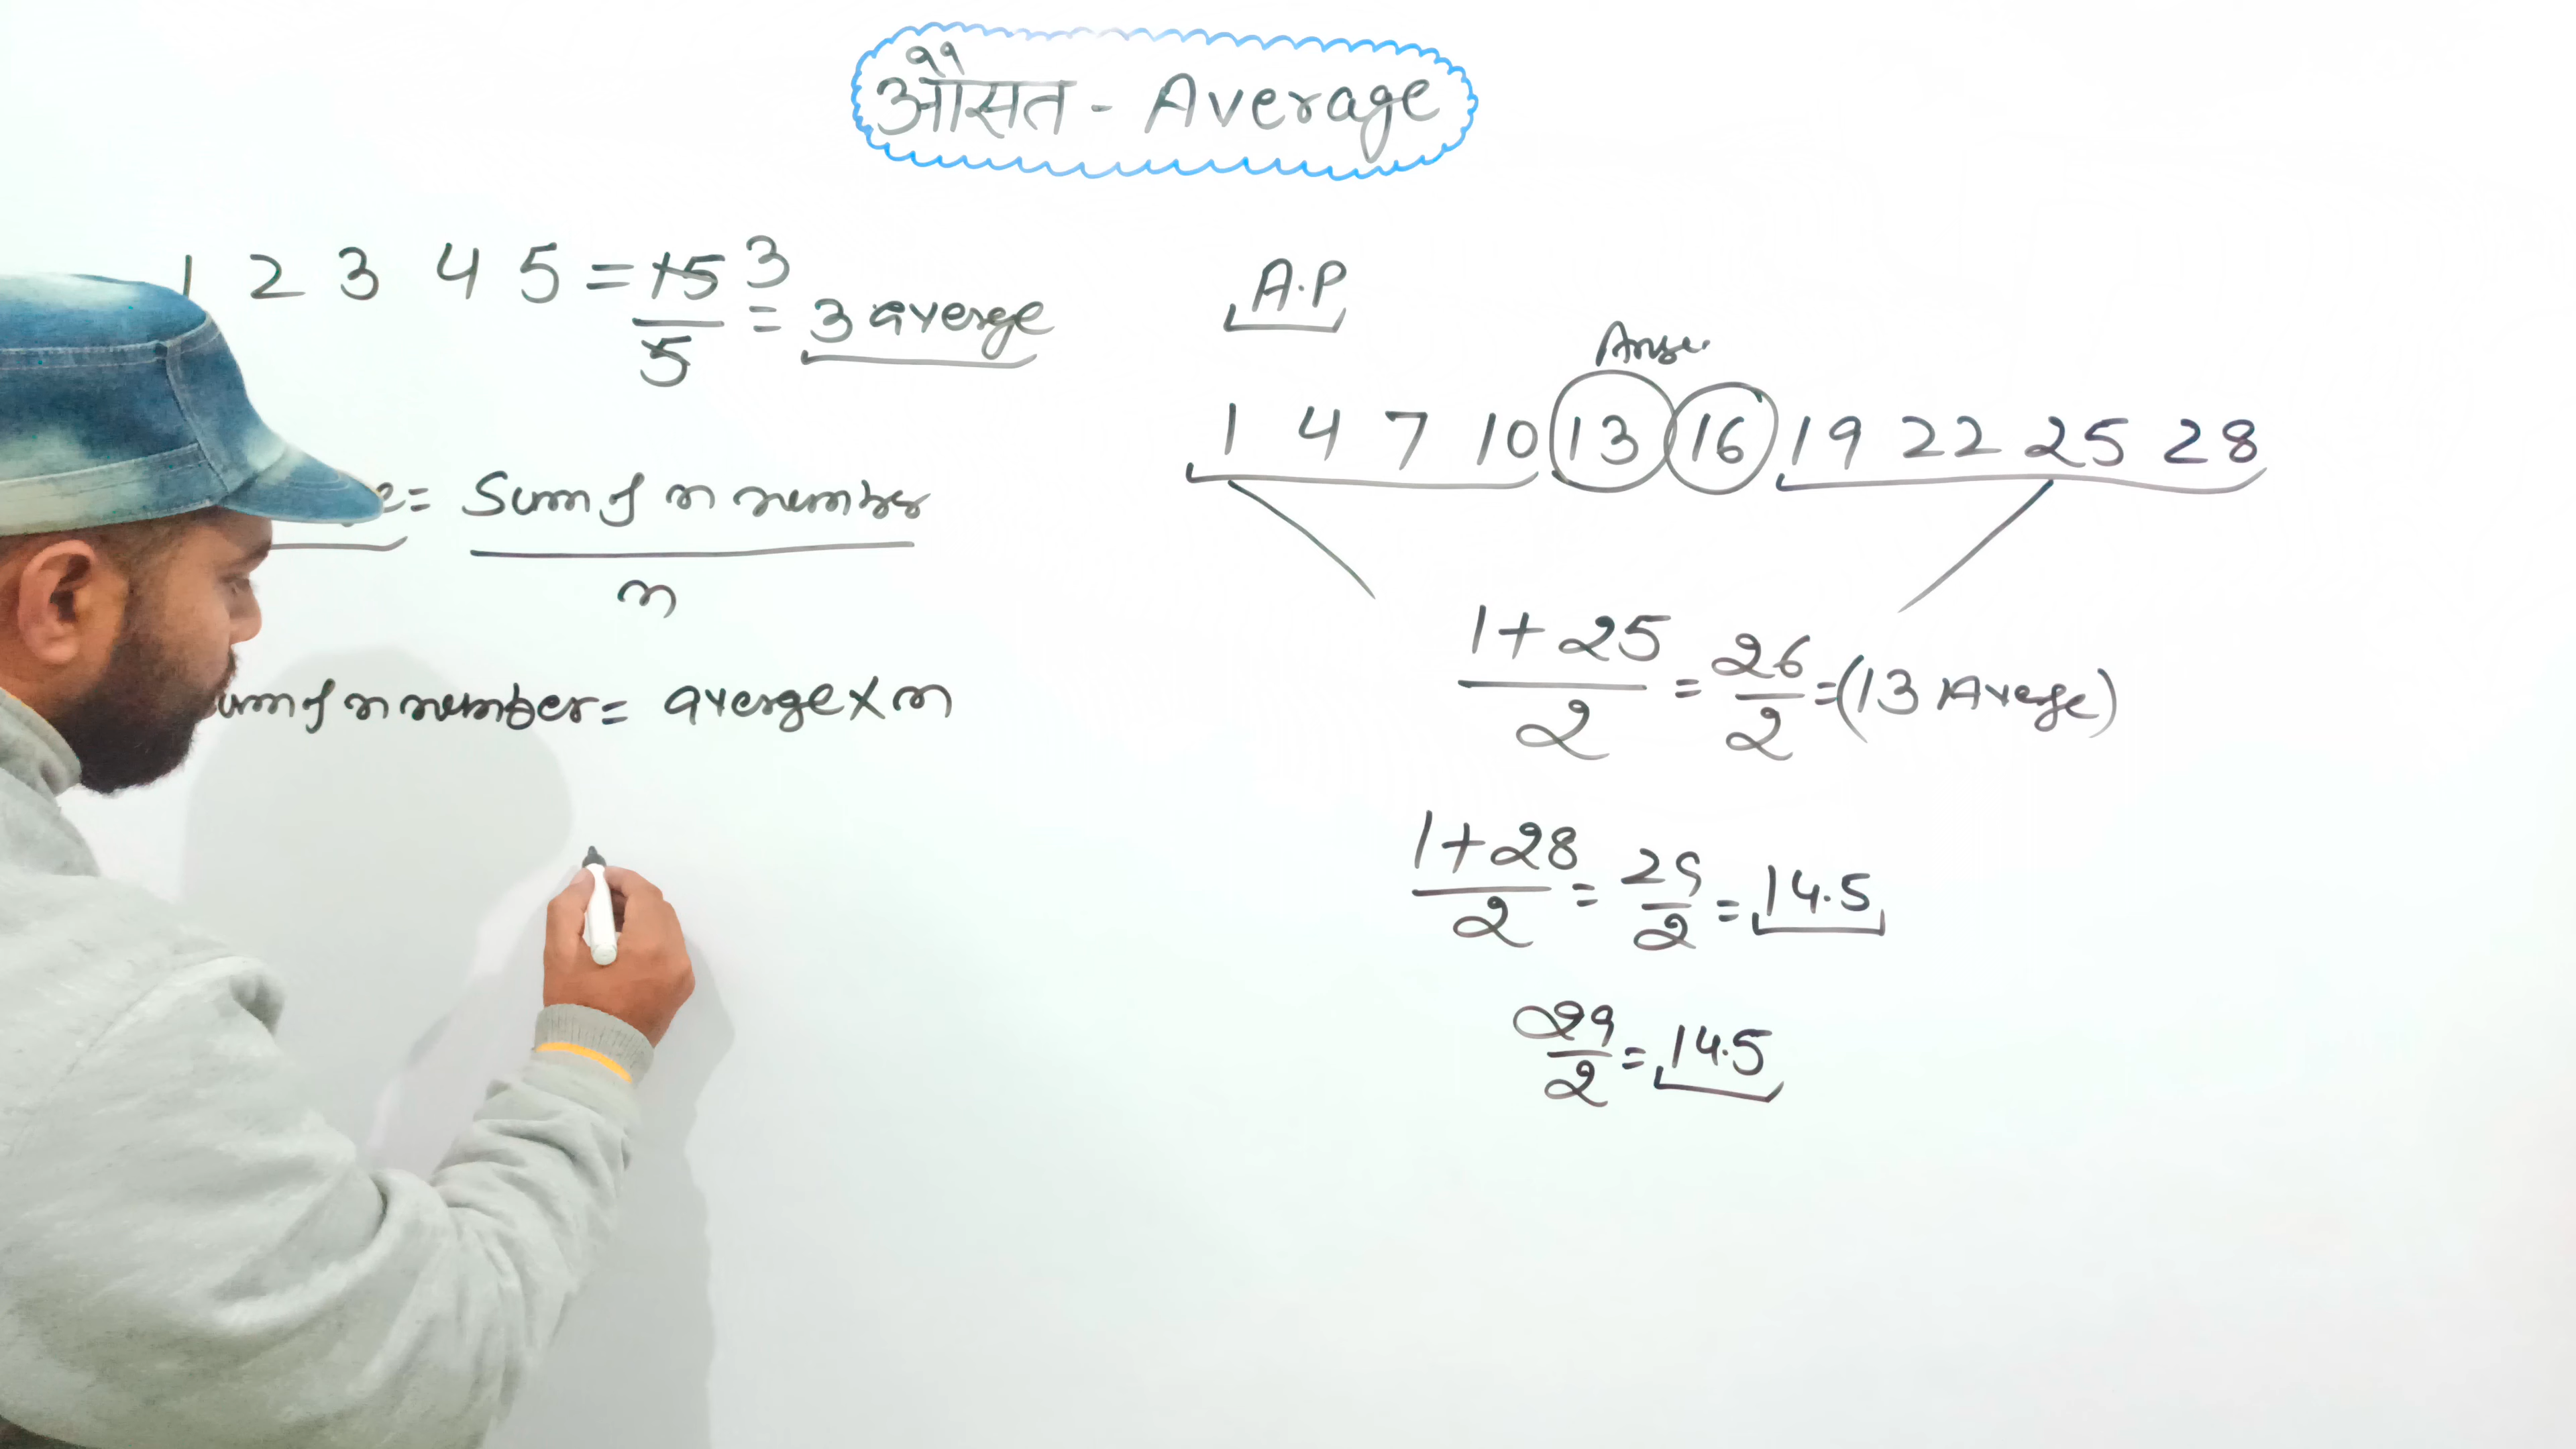 औसत - Average
1 2 3 4 5 = 15/5 3 = 3 averge
e = Sum of n number / n
um of n number = averge × n
A.P
1 4 7 10 13 16 19 22 25 28
1 + 25 / 2 = 26 / 2 = (13 Averge)
1 + 28 / 2 = 29 / 2 = 14.5
29 / 2 = 14.5